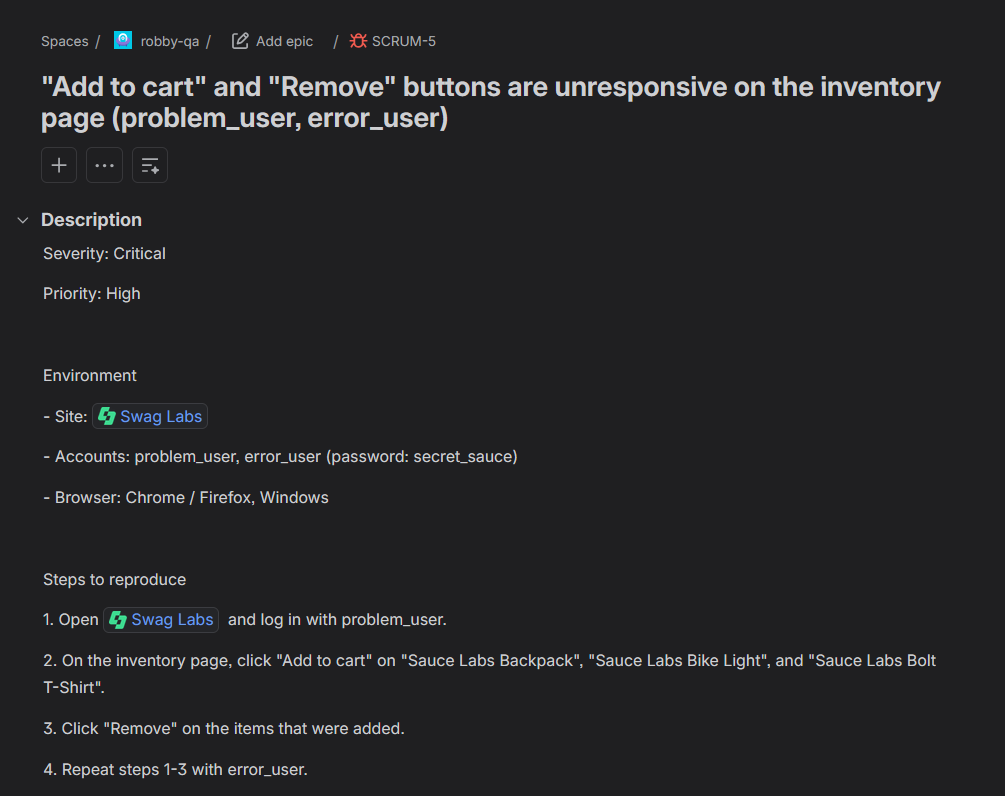 Spaces / robby-qa / Add epic / SCRUM-5
"Add to cart" and "Remove" buttons are unresponsive on the inventory
page (problem_user, error_user)
Description
Severity: Critical
Priority: High
Environment
- Site: Swag Labs
- Accounts: problem_user, error_user (password: secret_sauce)
- Browser: Chrome / Firefox, Windows
Steps to reproduce
1. Open Swag Labs and log in with problem_user.
2. On the inventory page, click "Add to cart" on "Sauce Labs Backpack", "Sauce Labs Bike Light", and "Sauce Labs Bolt
T-Shirt".
3. Click "Remove" on the items that were added.
4. Repeat steps 1-3 with error_user.